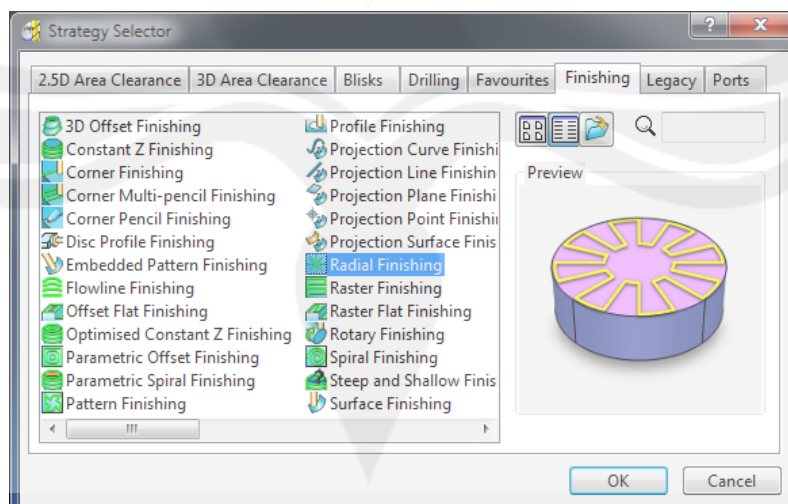 Strategy Selector
2.5D Area Clearance 3D Area Clearance Blisks Drilling Favourites Finishing Legacy Ports
3D Offset Finishing
Constant Z Finishing
Corner Finishing
Corner Multi-pencil Finishing
Corner Pencil Finishing
Disc Profile Finishing
Embedded Pattern Finishing
Flowline Finishing
Offset Flat Finishing
Optimised Constant Z Finishing
Parametric Offset Finishing
Parametric Spiral Finishing
Pattern Finishing
Profile Finishing
Projection Curve Finishi
Projection Line Finishin
Projection Plane Finishi
Projection Point Finishin
Projection Surface Finis
Radial Finishing
Raster Finishing
Raster Flat Finishing
Rotary Finishing
Spiral Finishing
Steep and Shallow Finis
Surface Finishing
Preview
OK Cancel